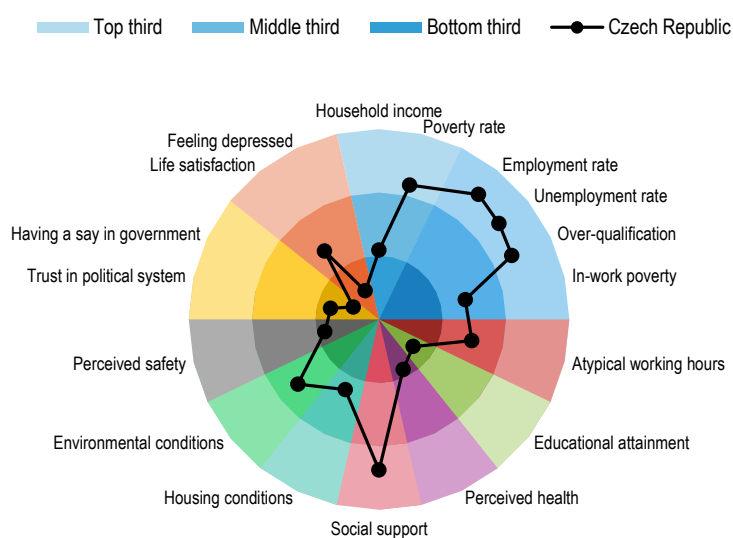 Top third
Middle third
Bottom third
Czech Republic
Household income
Poverty rate
Feeling depressed
Employment rate
Life satisfaction
Unemployment rate
Having a say in government
Over-qualification
Trust in political system
In-work poverty
Perceived safety
Atypical working hours
Environmental conditions
Educational attainment
Housing conditions
Perceived health
Social support